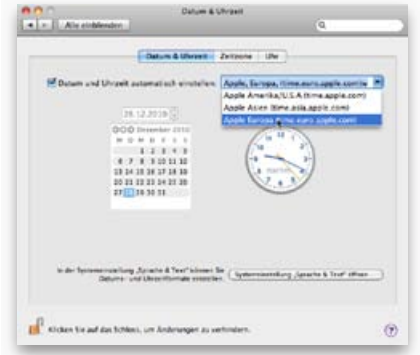 Datum & Uhrzeit
Alle einblenden
Datum & Uhrzeit Zeitzone Uhr
Datum und Uhrzeit automatisch einstellen: Apple, Europa, (time.euro.apple.com)
Apple Amerika/U.S.A (time.apple.com)
Apple Asien (time.asia.apple.com)
Apple Europa (time.euro.apple.com)
28.12.2010
Dezember 2010
M D M D F S S
1 2 3 4 5
6 7 8 9 10 11 12
13 14 15 16 17 18 19
20 21 22 23 24 25 26
27 28 29 30 31
In der Systemeinstellung „Sprache & Text“ können Sie
Datums- und Uhrzeitformate einstellen.
Systemeinstellung „Sprache & Text“ öffnen ...
Klicken Sie auf das Schloss, um Änderungen zu verhindern.
?